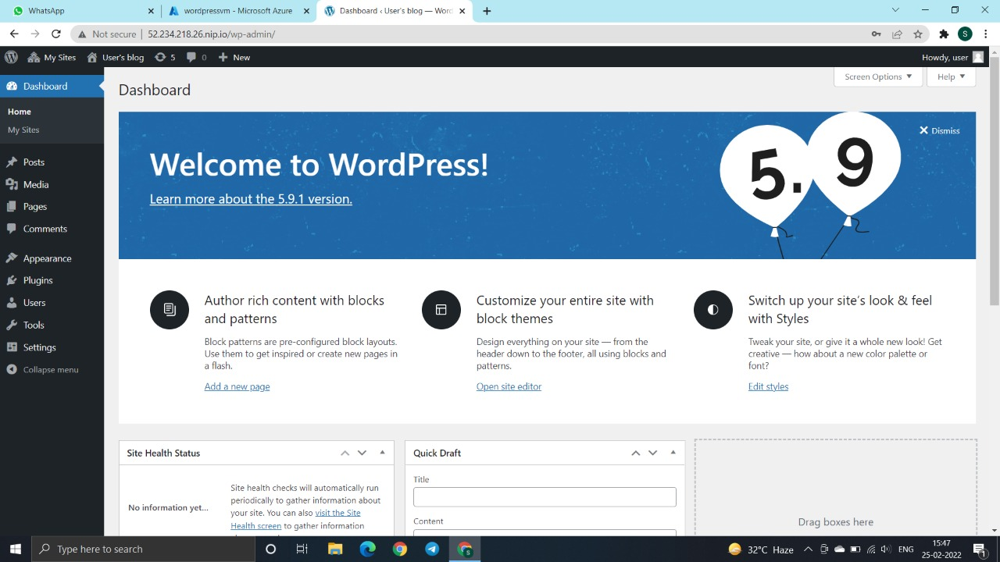 WhatsApp
wordpressvm - Microsoft Azure
Dashboard ‹ User's blog — Word
Not secure
52.234.218.26.nip.io/wp-admin/
S
My Sites
User's blog
5
0
New
Howdy, user
Dashboard
Home
My Sites
Posts
Media
Pages
Comments
Appearance
Plugins
Users
Tools
Settings
Collapse menu
Dashboard
Screen Options
Help
Welcome to WordPress!
Learn more about the 5.9.1 version.
5.9
Dismiss
Author rich content with blocks
and patterns
Block patterns are pre-configured block layouts.
Use them to get inspired or create new pages in
a flash.
Add a new page
Customize your entire site with
block themes
Design everything on your site — from the
header down to the footer, all using blocks and
patterns.
Open site editor
Switch up your site's look & feel
with Styles
Tweak your site, or give it a whole new look! Get
creative — how about a new color palette or
font?
Edit styles
Site Health Status
No information yet...
Site health checks will automatically run
periodically to gather information about
your site. You can also visit the Site
Health screen to gather information
Quick Draft
Title
Content
Drag boxes here
Type here to search
32°C Haze
ENG
15:47
25-02-2022
1